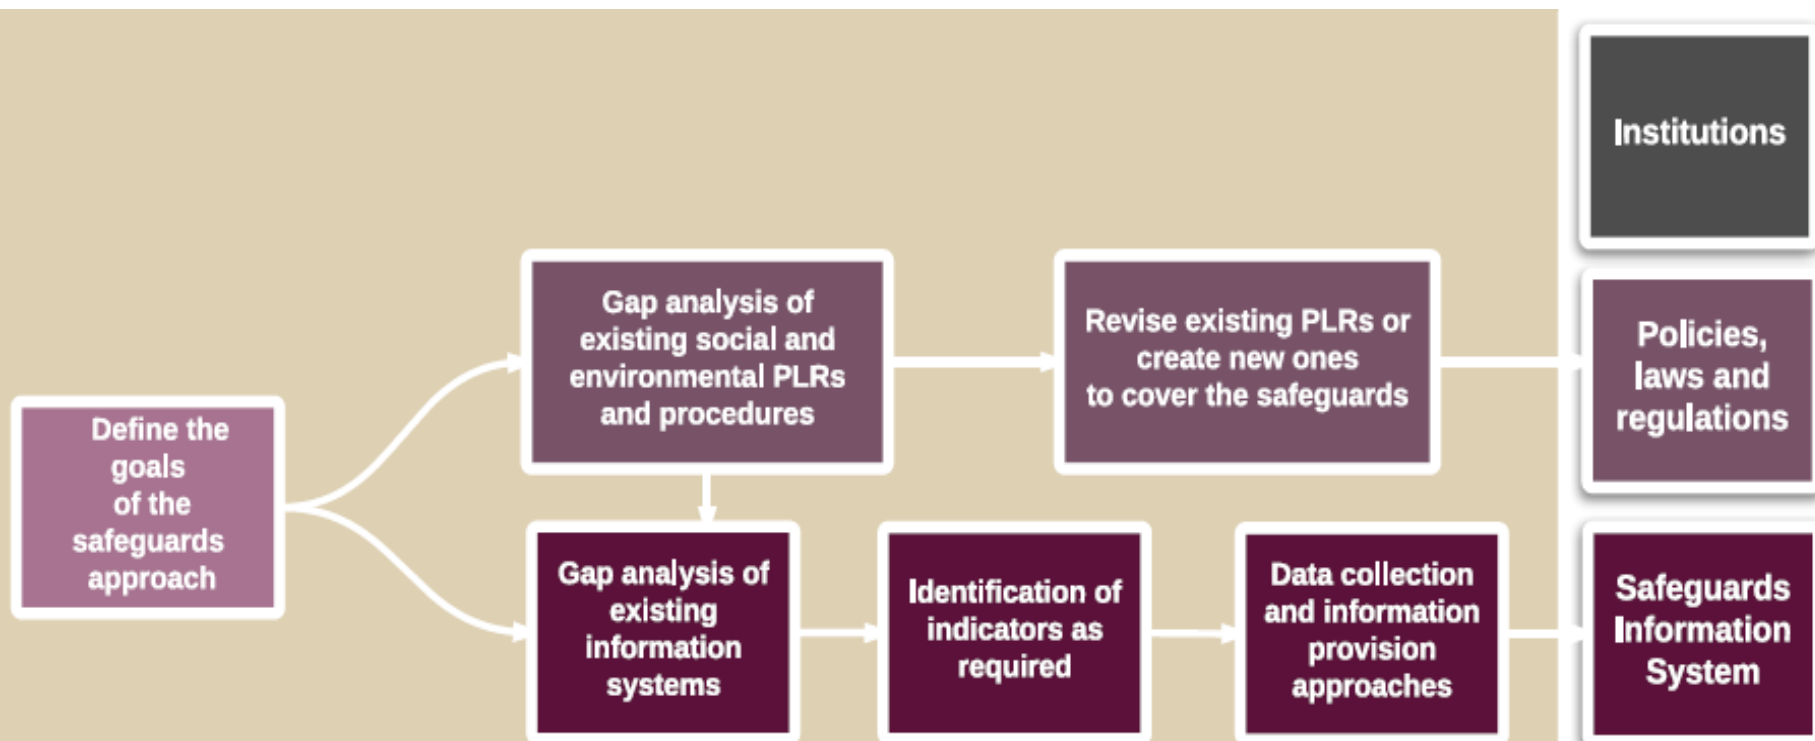 Institutions
Gap analysis of
existing social and
environmental PLRs
and procedures
Revise existing PLRs or
create new ones
to cover the safeguards
Policies,
laws and
regulations
Define the
goals
of the
safeguards
approach
Gap analysis of
existing
information
systems
Identification of
indicators as
required
Data collection
and information
provision
approaches
Safeguards
Information
System